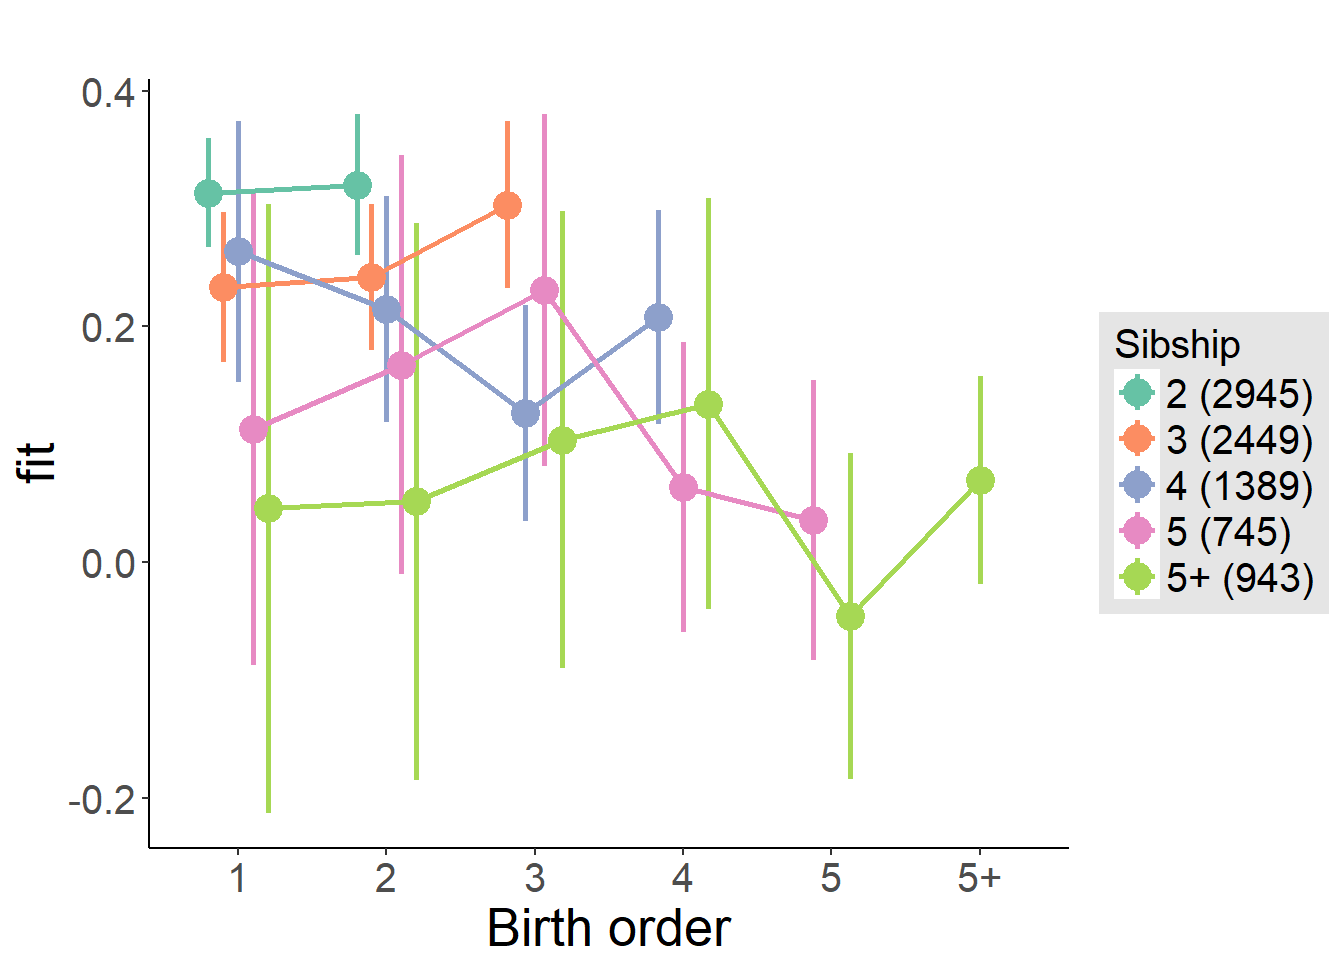 0.4
0.2
0.0
-0.2
fit
1 2 3 4 5 5+
Birth order
Sibship
2 (2945)
3 (2449)
4 (1389)
5 (745)
5+ (943)